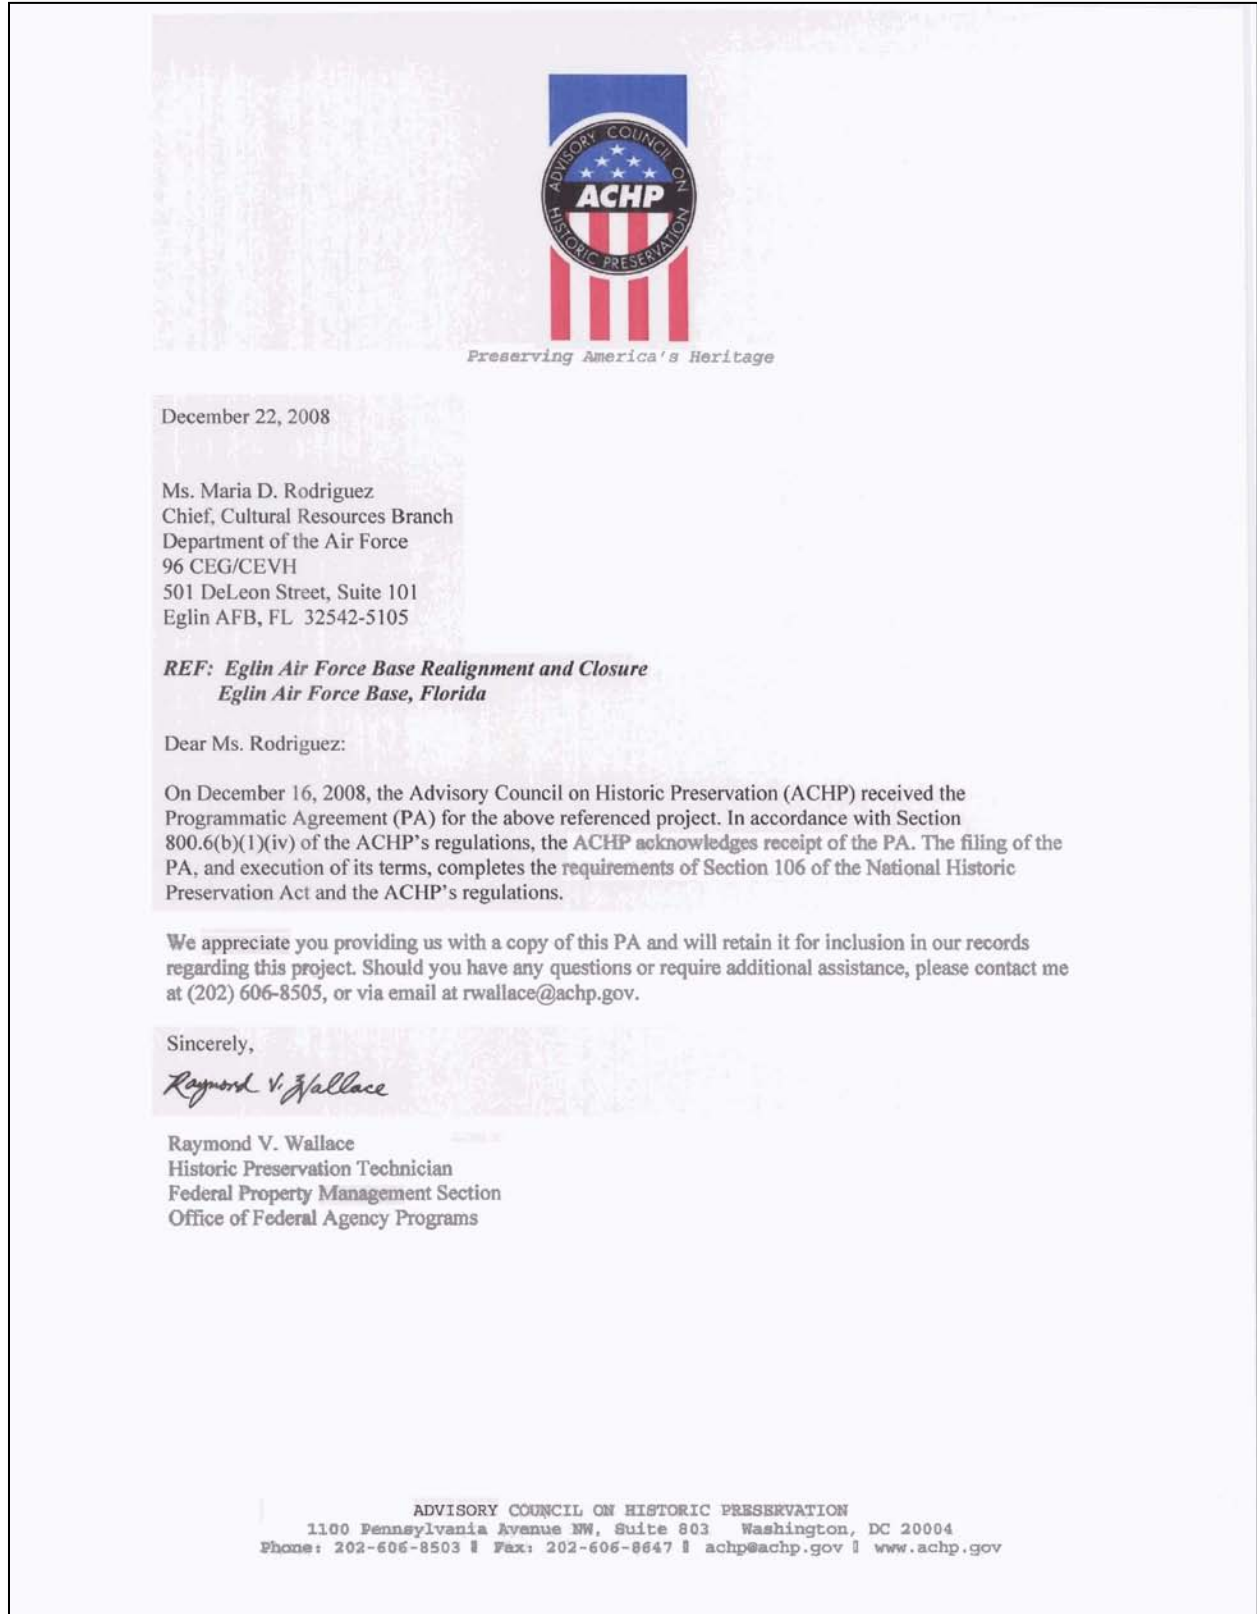 ADVISORY COUNCIL ON
HISTORIC PRESERVATION
ACHP
Preserving America's Heritage
December 22, 2008
Ms. Maria D. Rodriguez
Chief, Cultural Resources Branch
Department of the Air Force
96 CEG/CEVH
501 DeLeon Street, Suite 101
Eglin AFB, FL 32542-5105
REF: Eglin Air Force Base Realignment and Closure
Eglin Air Force Base, Florida
Dear Ms. Rodriguez:
On December 16, 2008, the Advisory Council on Historic Preservation (ACHP) received the
Programmatic Agreement (PA) for the above referenced project. In accordance with Section
800.6(b)(1)(iv) of the ACHP's regulations, the ACHP acknowledges receipt of the PA. The filing of the
PA, and execution of its terms, completes the requirements of Section 106 of the National Historic
Preservation Act and the ACHP's regulations.
We appreciate you providing us with a copy of this PA and will retain it for inclusion in our records
regarding this project. Should you have any questions or require additional assistance, please contact me
at (202) 606-8505, or via email at rwallace@achp.gov.
Sincerely,
Raymond V. Wallace
Raymond V. Wallace
Historic Preservation Technician
Federal Property Management Section
Office of Federal Agency Programs
ADVISORY COUNCIL ON HISTORIC PRESERVATION
1100 Pennsylvania Avenue NW, Suite 803 Washington, DC 20004
Phone: 202-606-8503 Fax: 202-606-8647 achp@achp.gov www.achp.gov